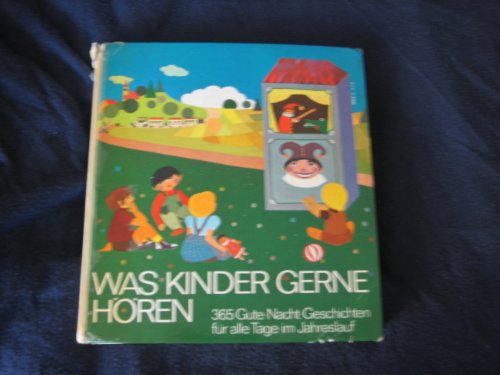 WAS KINDER GERNE
HÖREN
365 Gute-Nacht-Geschichten
für alle Tage im Jahreslauf